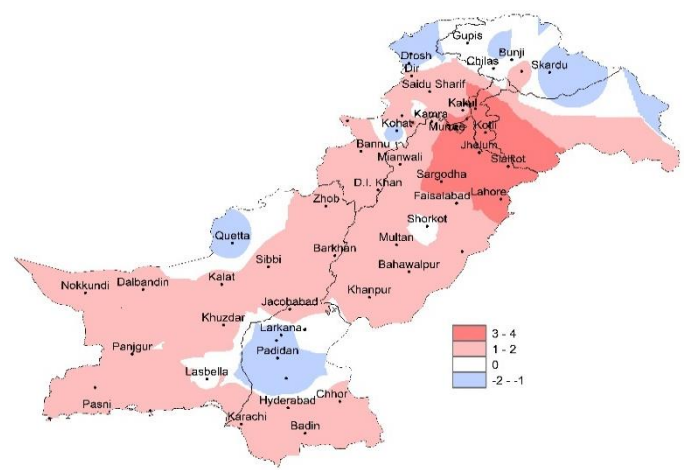 Gupis
Drosh
Bunji
Chilas
Skardu
Dir
Saidu Sharif
Kakul
Kamra
Kohat
Kotli
Bannu
Jhelum
Mianwali
Sialkot
Sargodha
D.I. Khan
Lahore
Faisalabad
Zhob
Shorkot
Quetta
Multan
Barkhan
Sibbi
Bahawalpur
Kalat
Dalbandin
Nokkundi
Khanpur
Jacobabad
Khuzdar
Larkana
3 - 4
Panjgur
Padidan
1 - 2
0
Lasbella
-2 - -1
Chhor
Pasni
Hyderabad
Karachi
Badin